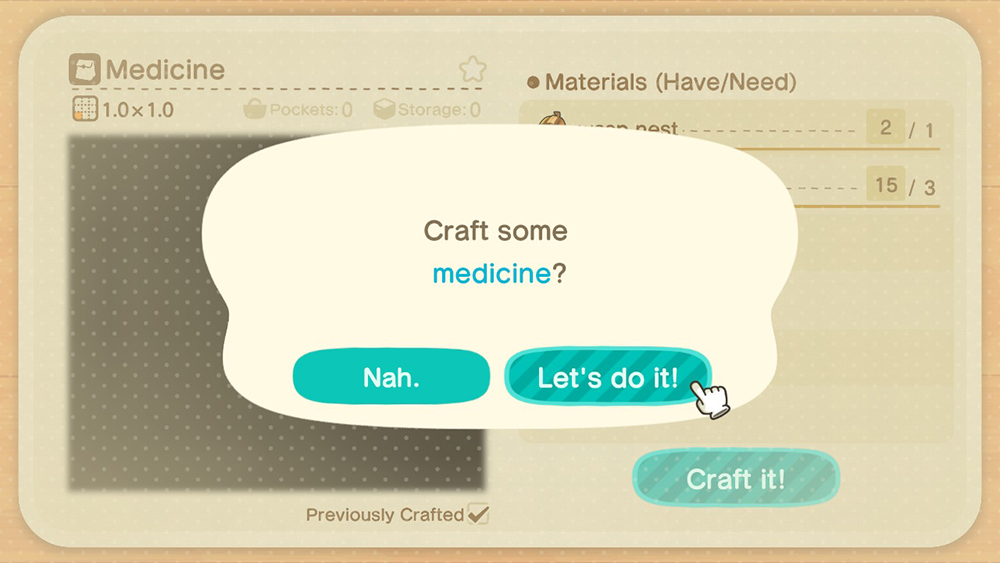 Medicine
1.0×1.0
Pockets: 0
Storage: 0
Materials (Have/Need)
nest
2 / 1
15 / 3
Craft some
medicine?
Nah.
Let's do it!
Craft it!
Previously Crafted